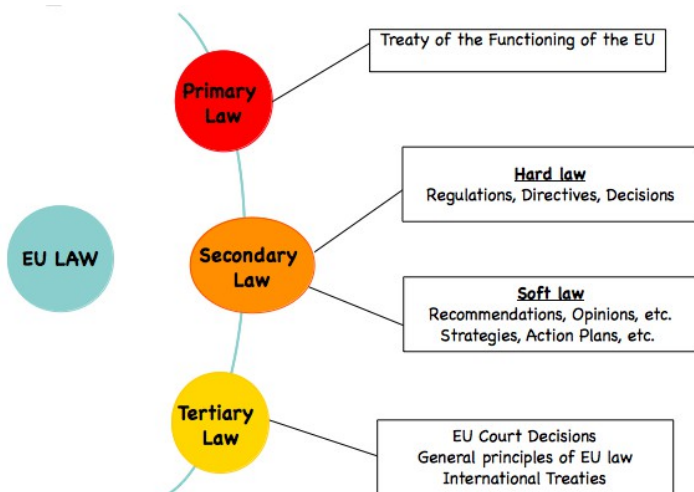 Treaty of the Functioning of the EU
Primary
Law
Hard law
Regulations, Directives, Decisions
EU LAW
Secondary
Law
Soft law
Recommendations, Opinions, etc.
Strategies, Action Plans, etc.
Tertiary
Law
EU Court Decisions
General principles of EU law
International Treaties